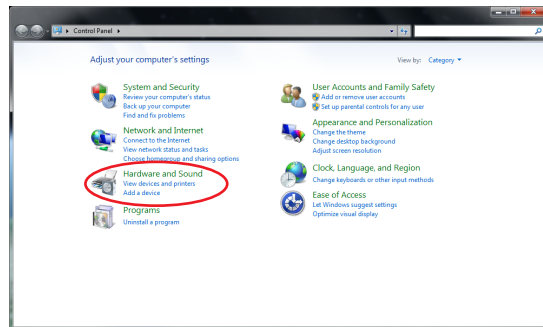 Control Panel
Adjust your computer's settings
View by: Category
System and Security
Review your computer's status
Back up your computer
Find and fix problems
Network and Internet
Connect to the Internet
View network status and tasks
Choose homegroup and sharing options
Hardware and Sound
View devices and printers
Add a device
Programs
Uninstall a program
User Accounts and Family Safety
Add or remove user accounts
Set up parental controls for any user
Appearance and Personalization
Change the theme
Change desktop background
Adjust screen resolution
Clock, Language, and Region
Change keyboards or other input methods
Ease of Access
Let Windows suggest settings
Optimize visual display